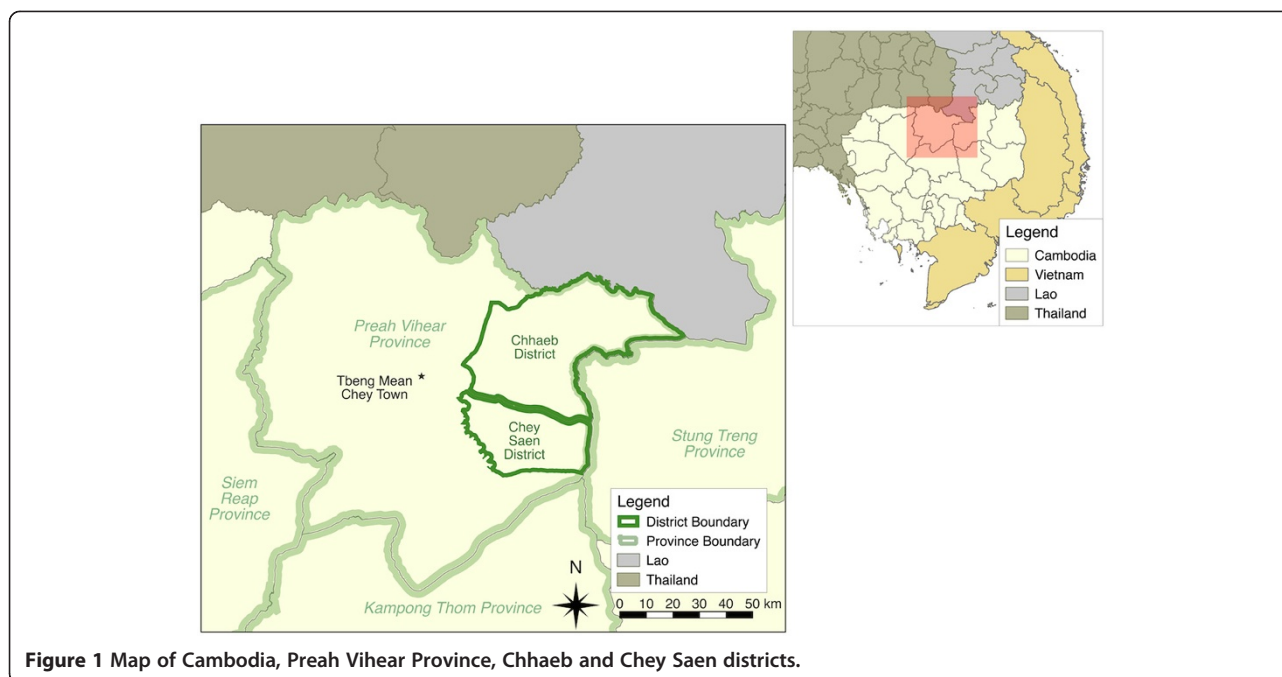 Legend
Cambodia
Vietnam
Lao
Thailand
Preah Vihear
Province
Chhaeb
District
Tbeng Mean
Chey Town
Chey
Saen
District
Stung Treng
Province
Siem
Reap
Province
Kampong Thom Province
N
Legend
District Boundary
Province Boundary
Lao
Thailand
0 10 20 30 40 50 km
Figure 1 Map of Cambodia, Preah Vihear Province, Chhaeb and Chey Saen districts.